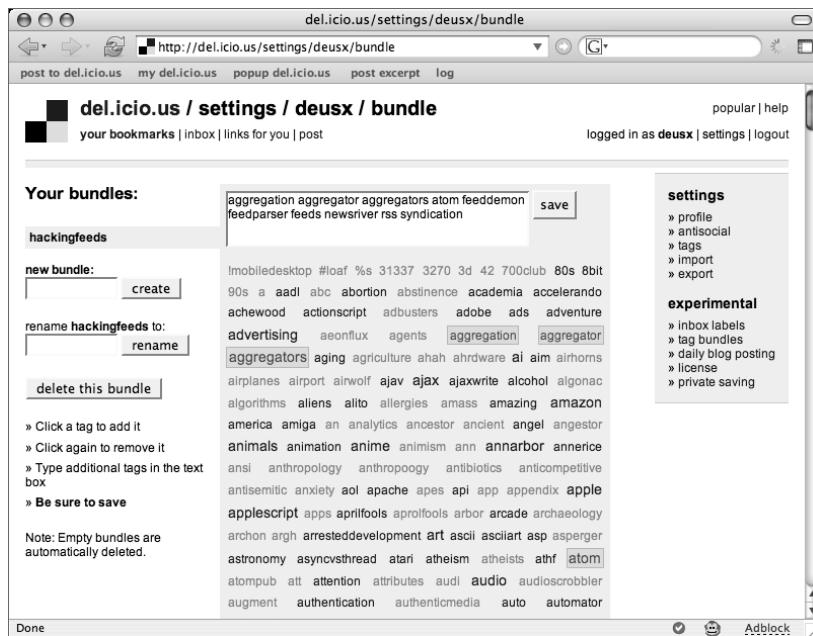 del.icio.us/settings/deusx/bundle
http://del.icio.us/settings/deusx/bundle
G
post to del.icio.us my del.icio.us popup del.icio.us post excerpt log
del.icio.us / settings / deusx / bundle
popular | help
your bookmarks | inbox | links for you | post
logged in as deusx | settings | logout
Your bundles:
hackingfeeds
new bundle:
create
rename hackingfeeds to:
rename
delete this bundle
» Click a tag to add it
» Click again to remove it
» Type additional tags in the text
box
» Be sure to save
Note: Empty bundles are
automatically deleted.
aggregation aggregator aggregators atom feeddemon
feedparser feeds newsriver rss syndication
save
!mobiledesktop #loaf %s 31337 3270 3d 42 700club 80s 8bit
90s a aadl abc abortion abstinence academia accelerando
achewood actionscript adbusters adobe ads adventure
advertising aeonflux agents aggregation aggregator
aggregators aging agriculture ahah ahrdware ai aim airhorns
airplanes airport airwolf ajav ajax ajaxwrite alcohol algonac
algorithms aliens alito allergies amass amazing amazon
america amiga an analytics ancestor ancient angel angestor
animals animation anime animism ann annarbor annerice
ansi anthropology anthropoogy antibiotics anticompetitive
antisemitic anxiety aol apache apes api app appendix apple
applescript apps aprilfools aprolfools arbor arcade archaeology
archon argh arresteddevelopment art ascii asciiart asp asperger
astronomy asyncvsthread atari atheism atheists athf atom
atompub att attention attributes audi audio audioscrobbler
augment authentication authenticmedia auto automator
settings
» profile
» antisocial
» tags
» import
» export
experimental
» inbox labels
» tag bundles
» daily blog posting
» license
» private saving
Done
Adblock